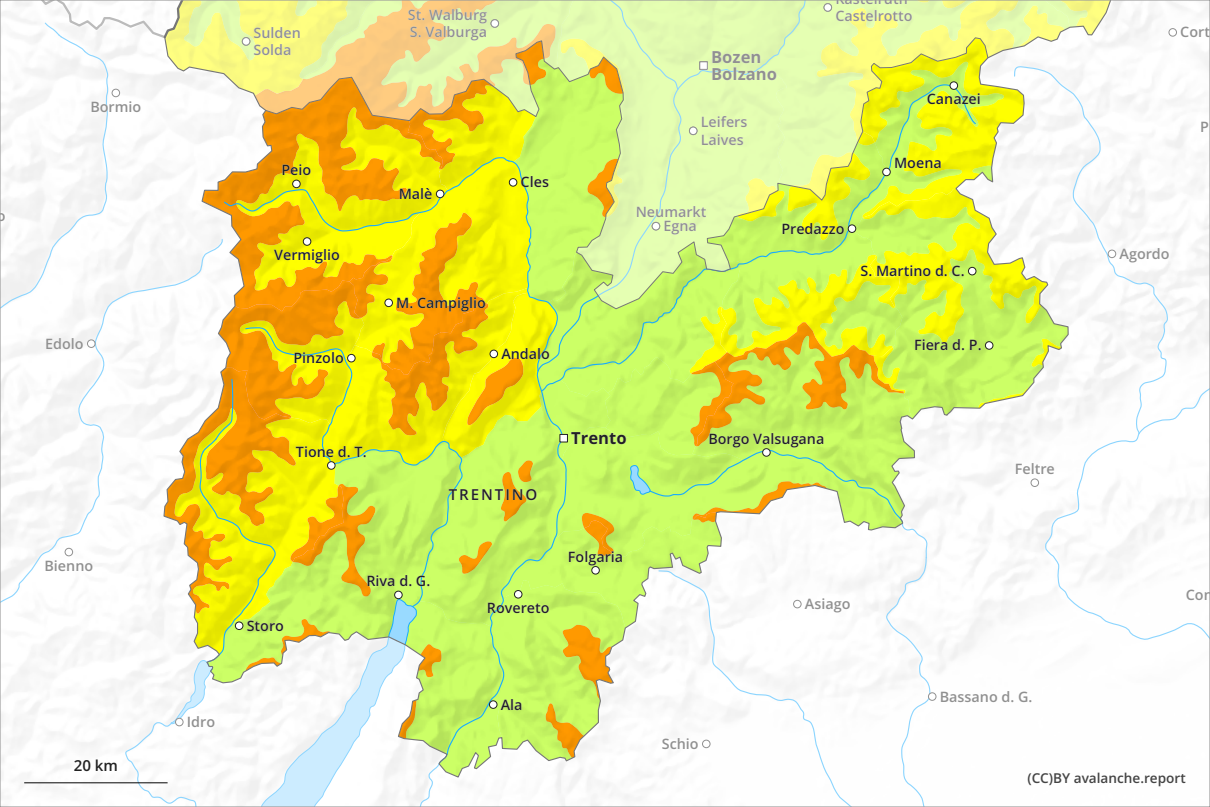 St. Walburg
S. Valburga
Kastelruth
Castelrotto
Sulden
Solda
Cort
Bozen
Bolzano
Bormio
Canazei
Leifers
Laives
P
Moena
Peio
Malè
Cles
Neumarkt
Egna
Predazzo
Vermiglio
Agordo
S. Martino d. C.
M. Campiglio
Edolo
Pinzolo
Andalo
Fiera d. P.
Trento
Borgo Valsugana
Tione d. T.
Feltre
TRENTINO
Bienno
Folgaria
Riva d. G.
Cor
Rovereto
Asiago
Storo
Bassano d. G.
Ala
Idro
Schio
20 km
(CC)BY avalanche.report